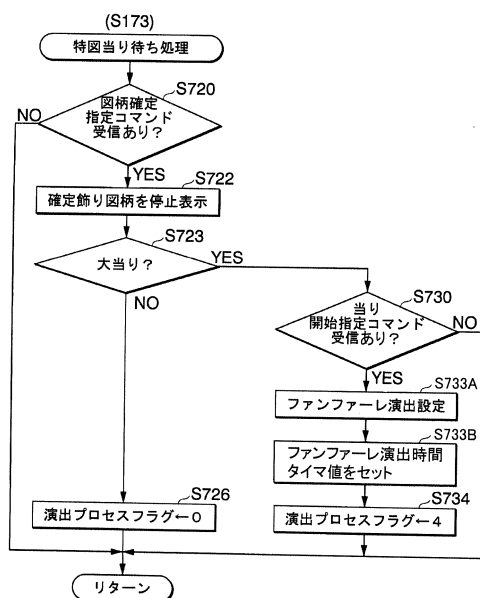 (S173)
特図当り待ち処理
S720
図柄確定
指定コマンド
受信あり？
NO
YES
S722
確定飾り図柄を停止表示
S723
大当り？
YES
NO
S730
当り
開始指定コマンド
受信あり？
NO
YES
S733A
ファンファーレ演出設定
S733B
ファンファーレ演出時間
タイマ値をセット
S726
演出プロセスフラグ←０
S734
演出プロセスフラグ←４
リターン